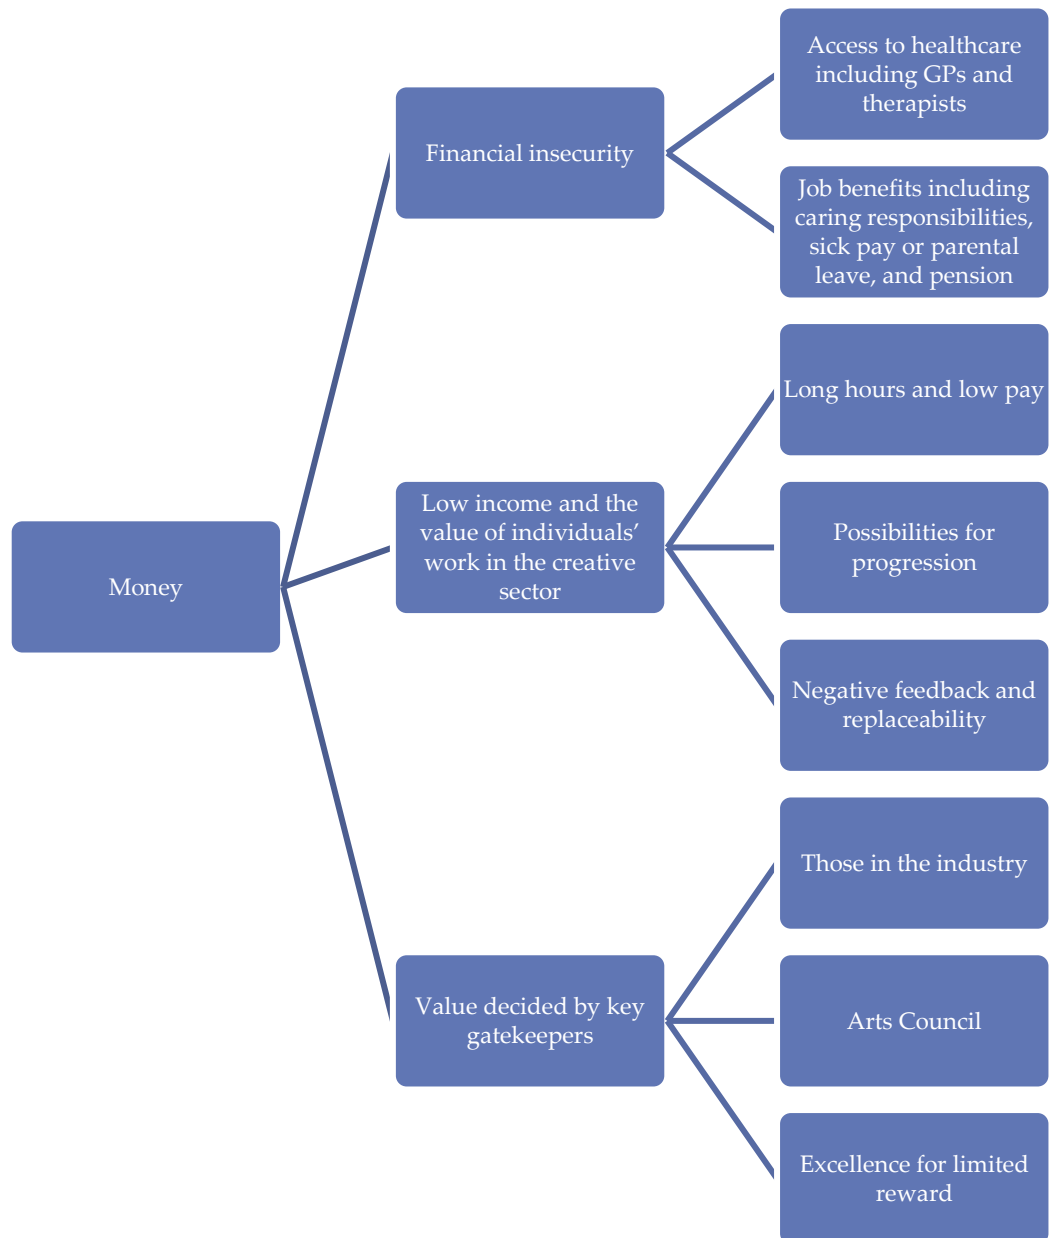 Money
Financial insecurity
Access to healthcare
including GPs and
therapists
Job benefits including
caring responsibilities,
sick pay or parental
leave, and pension
Low income and the
value of individuals’
work in the creative
sector
Long hours and low pay
Possibilities for
progression
Negative feedback and
replaceability
Value decided by key
gatekeepers
Those in the industry
Arts Council
Excellence for limited
reward